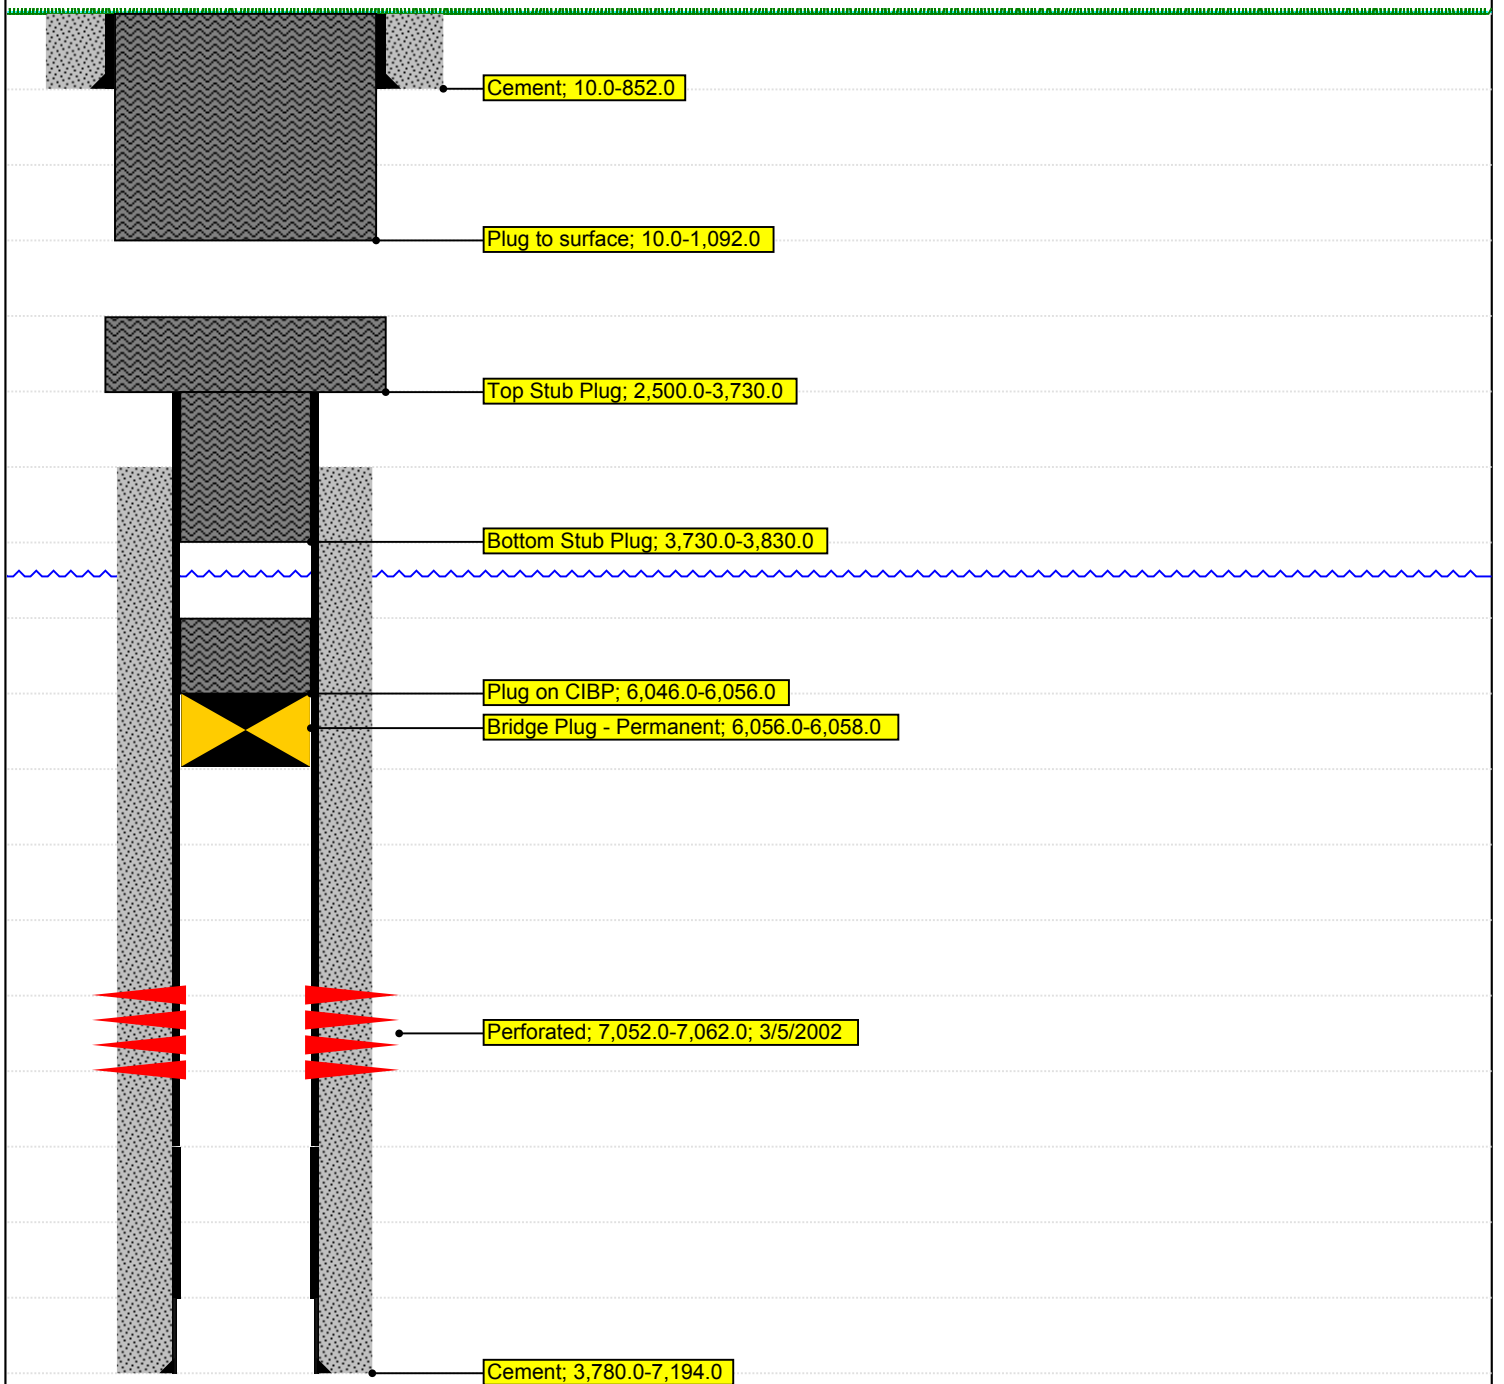 Cement; 10.0-852.0
Plug to surface; 10.0-1,092.0
Top Stub Plug; 2,500.0-3,730.0
Bottom Stub Plug; 3,730.0-3,830.0
Plug on CIBP; 6,046.0-6,056.0
Bridge Plug - Permanent; 6,056.0-6,058.0
Perforated; 7,052.0-7,062.0; 3/5/2002
Cement; 3,780.0-7,194.0